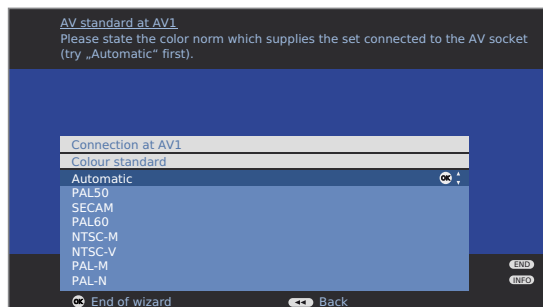 AV standard at AV1
Please state the color norm which supplies the set connected to the AV socket
(try „Automatic“ first).
Connection at AV1
Colour standard
Automatic OK
PAL50
SECAM
PAL60
NTSC-M
NTSC-V
PAL-M
PAL-N
END
INFO
OK End of wizard Back